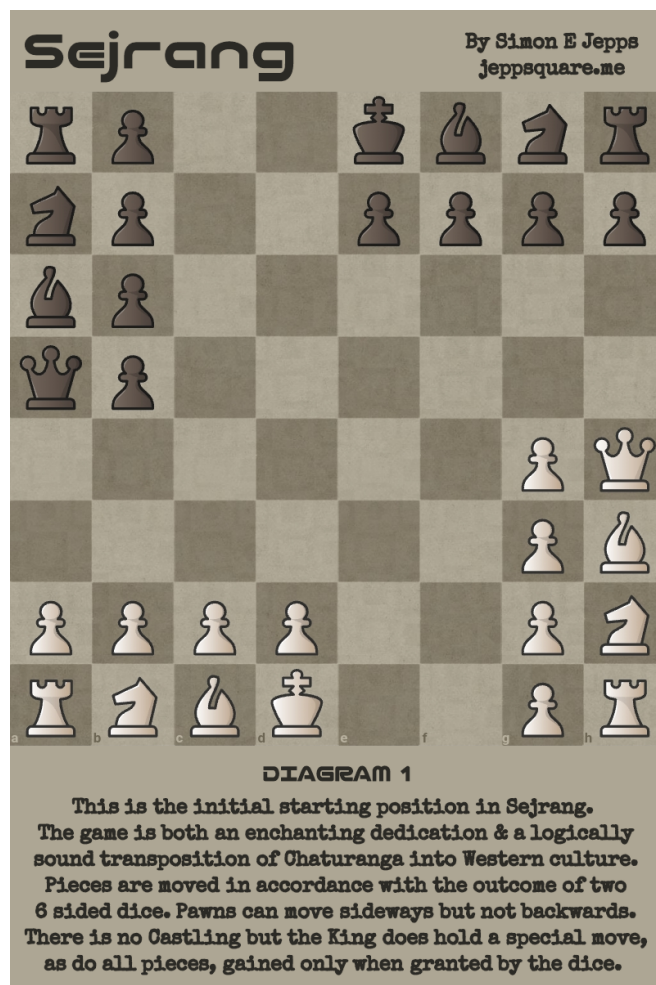 Sejrang
By Simon E Jepps
jeppsquare.me
a b c d e f g h
DIAGRAM 1
This is the initial starting position in Sejrang.
The game is both an enchanting dedication & a logically
sound transposition of Chaturanga into Western culture.
Pieces are moved in accordance with the outcome of two
6 sided dice. Pawns can move sideways but not backwards.
There is no Castling but the King does hold a special move,
as do all pieces, gained only when granted by the dice.